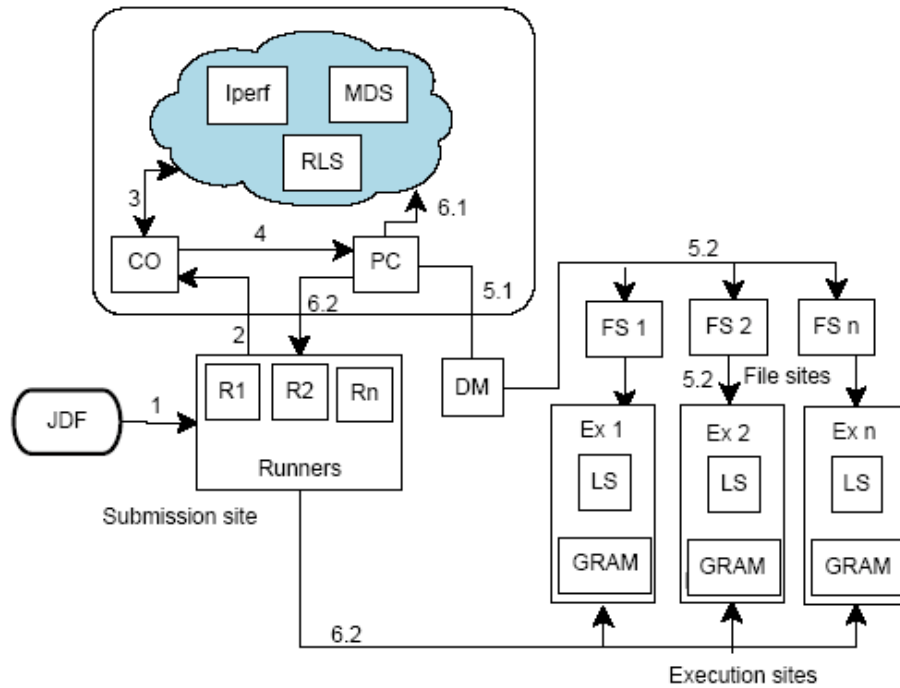 Iperf
MDS
RLS
3
6.1
4
CO
PC
5.2
5.1
6.2
2
FS 1
FS 2
FS n
R1
R2
Rn
DM
5.2
File sites
JDF
1
Runners
Ex 1
Ex 2
Ex n
LS
LS
LS
Submission site
GRAM
GRAM
GRAM
6.2
Execution sites